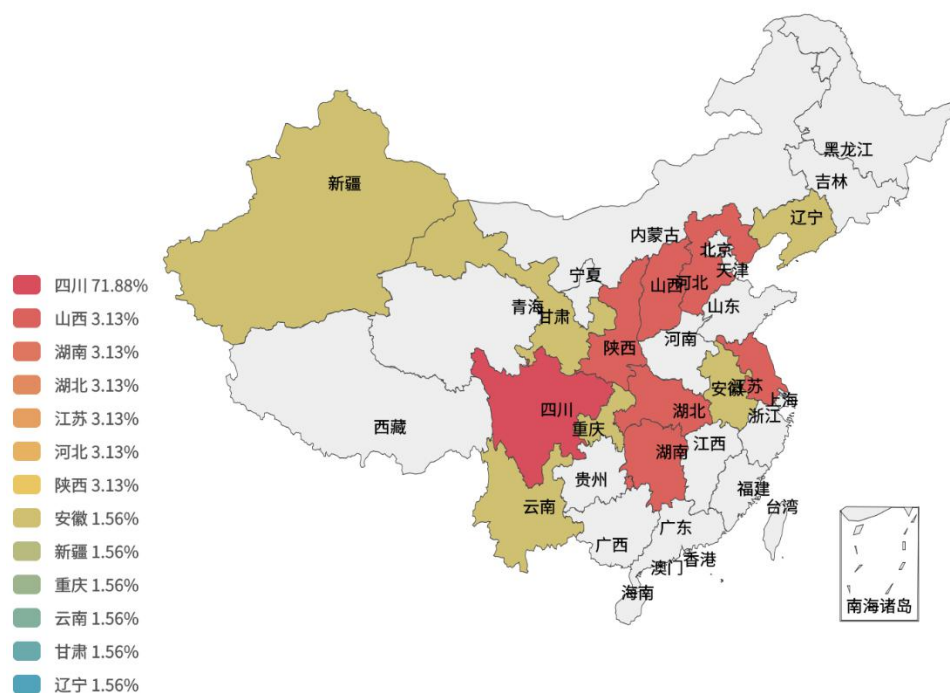 四川 71.88%
山西 3.13%
湖南 3.13%
湖北 3.13%
江苏 3.13%
河北 3.13%
陕西 3.13%
安徽 1.56%
新疆 1.56%
重庆 1.56%
云南 1.56%
甘肃 1.56%
辽宁 1.56%
黑龙江
吉林
新疆
辽宁
内蒙古
北京
天津
宁夏
山西
河北
青海
甘肃
山东
河南
陕西
安徽
江苏
上海
四川
湖北
浙江
西藏
重庆
江西
湖南
贵州
福建
云南
台湾
广东
广西
香港
澳门
海南
南海诸岛